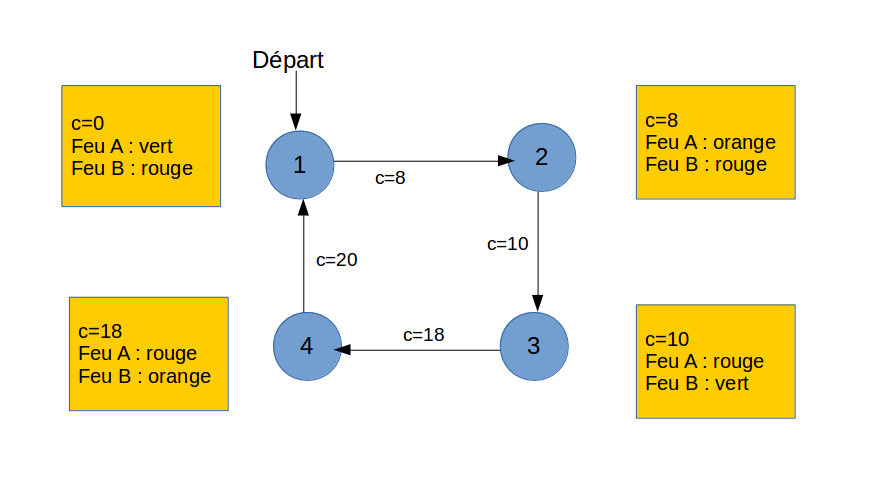 Départ
c=0
Feu A : vert
Feu B : rouge
1
c=8
2
c=8
Feu A : orange
Feu B : rouge
c=20
c=10
c=18
Feu A : rouge
Feu B : orange
4
c=18
3
c=10
Feu A : rouge
Feu B : vert